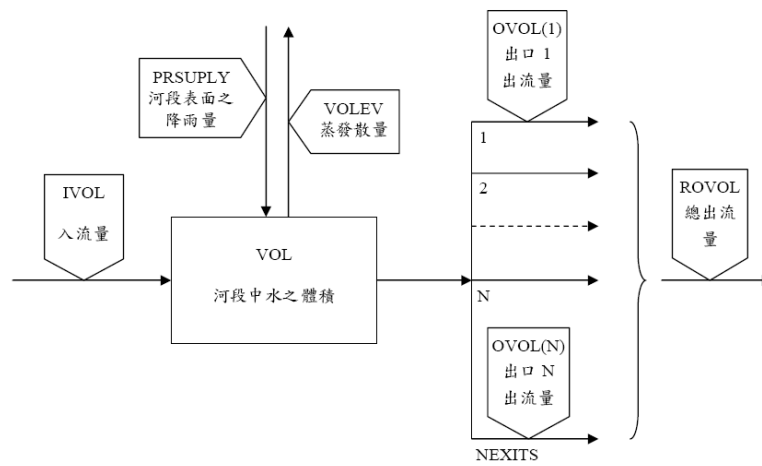 PRSUPLY
河段表面之
降雨量
VOLEV
蒸發散量
OVOL(1)
出口 1
出流量
1
2
IVOL
入流量
VOL
河段中水之體積
N
ROVOL
總出流
量
OVOL(N)
出口 N
出流量
NEXITS